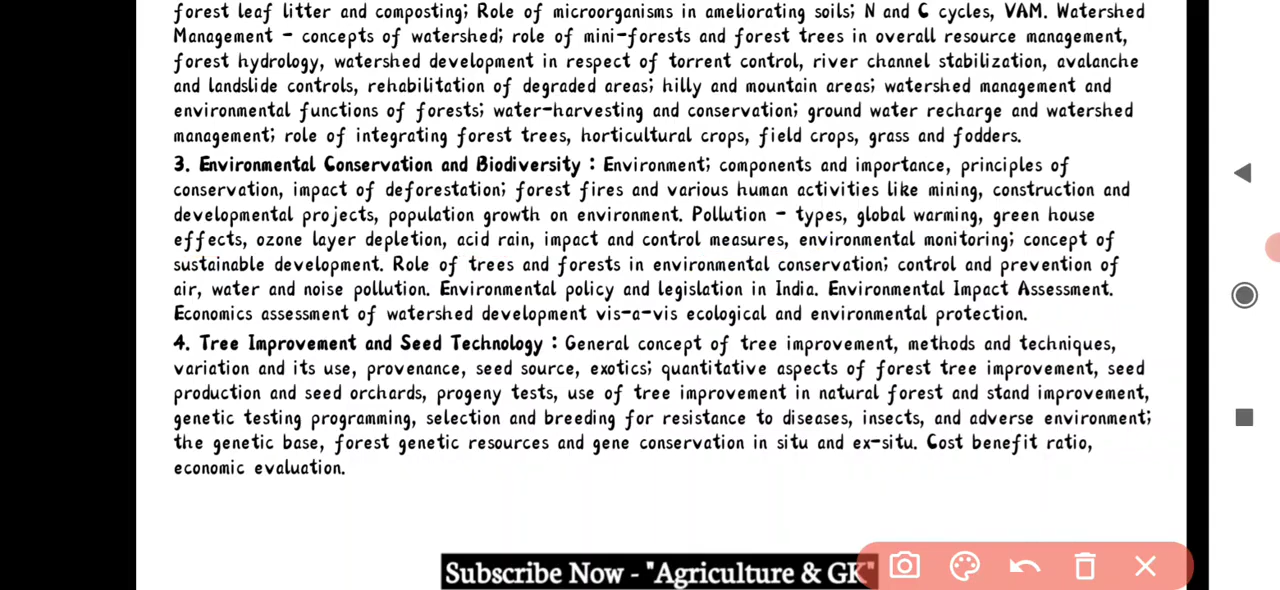 forest leaf litter and composting; Role of microorganisms in ameliorating soils; N and C cycles, VAM. Watershed
Management - concepts of watershed; role of mini-forests and forest trees in overall resource management,
forest hydrology, watershed development in respect of torrent control, river channel stabilization, avalanche
and landslide controls, rehabilitation of degraded areas; hilly and mountain areas; watershed management and
environmental functions of forests; water-harvesting and conservation; ground water recharge and watershed
management; role of integrating forest trees, horticultural crops, field crops, grass and fodders.
3. Environmental Conservation and Biodiversity : Environment; components and importance, principles of
conservation, impact of deforestation; forest fires and various human activities like mining, construction and
developmental projects, population growth on environment. Pollution - types, global warming, green house
effects, ozone layer depletion, acid rain, impact and control measures, environmental monitoring; concept of
sustainable development. Role of trees and forests in environmental conservation; control and prevention of
air, water and noise pollution. Environmental policy and legislation in India. Environmental Impact Assessment.
Economics assessment of watershed development vis-a-vis ecological and environmental protection.
4. Tree Improvement and Seed Technology : General concept of tree improvement, methods and techniques,
variation and its use, provenance, seed source, exotics; quantitative aspects of forest tree improvement, seed
production and seed orchards, progeny tests, use of tree improvement in natural forest and stand improvement,
genetic testing programming, selection and breeding for resistance to diseases, insects, and adverse environment;
the genetic base, forest genetic resources and gene conservation in situ and ex-situ. Cost benefit ratio,
economic evaluation.
Subscribe Now - "Agriculture & GK"